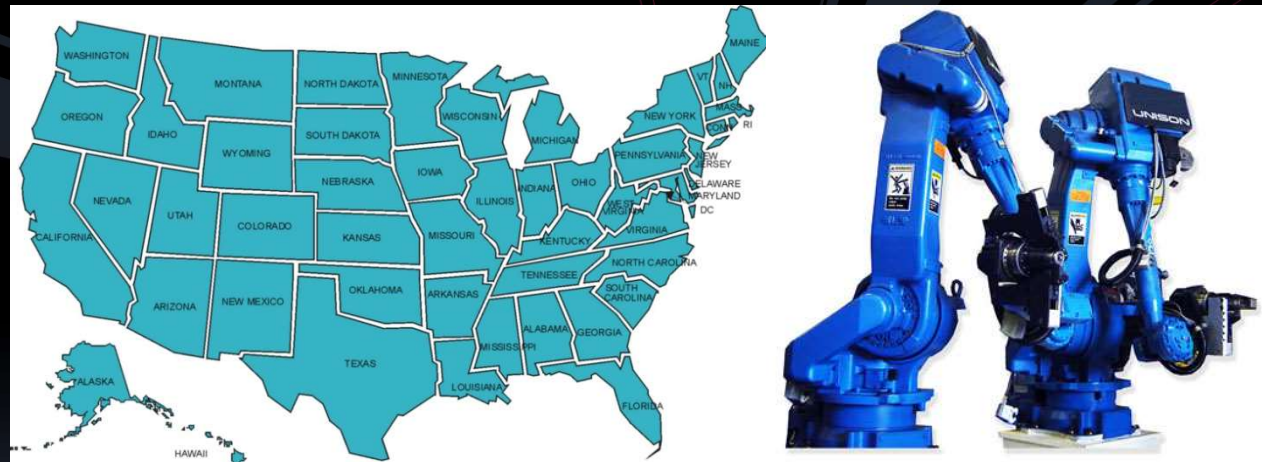 WASHINGTON
OREGON
CALIFORNIA
NEVADA
IDAHO
MONTANA
WYOMING
UTAH
COLORADO
ARIZONA
NEW MEXICO
NORTH DAKOTA
SOUTH DAKOTA
NEBRASKA
KANSAS
OKLAHOMA
TEXAS
MINNESOTA
IOWA
MISSOURI
ARKANSAS
LOUISIANA
WISCONSIN
ILLINOIS
MICHIGAN
INDIANA
OHIO
KENTUCKY
TENNESSEE
MISSISSIPPI
ALABAMA
GEORGIA
FLORIDA
SOUTH
CAROLINA
NORTH CAROLINA
VIRGINIA
WEST
VIRGINIA
PENNSYLVANIA
NEW YORK
VT
NH
MAINE
MASS
RI
CONN
NEW
JERSEY
DELAWARE
MARYLAND
DC
ALASKA
HAWAII
UNISON